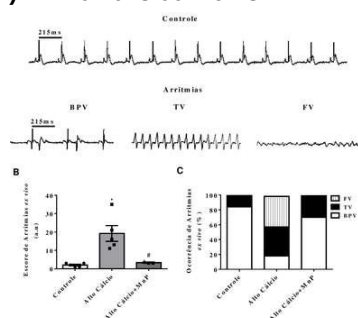 Controle
215ms
Arritmias
BPV
TV
FV
215ms
B
C
Escore de Arritmias ex vivo
(a.u)
40
30
20
10
0
*
#
Controle
Alto Cálcio
Alto Cálcio+MnP
Ocorrência de Arritmias
ex vivo (%)
100
80
60
40
20
0
FV
TV
BPV
Controle
Alto Cálcio
Alto Cálcio+MnP